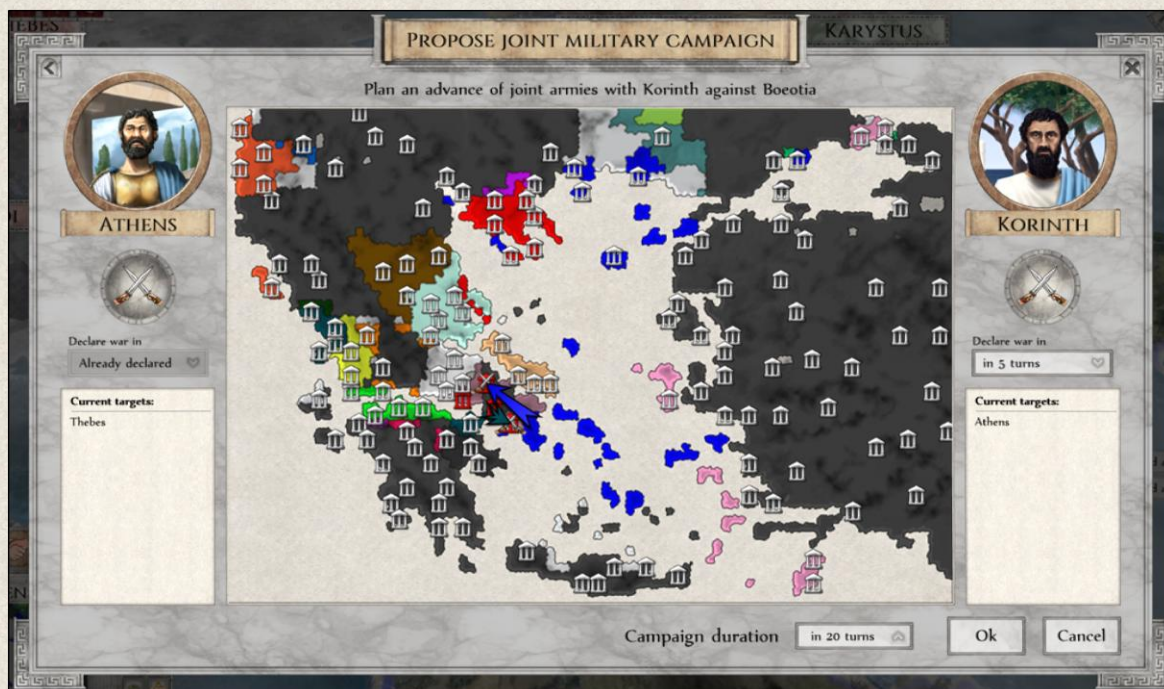 PROPOSE JOINT MILITARY CAMPAIGN
KARYSTUS
Plan an advance of joint armies with Korinth against Boeotia
ATHENS
KORINTH
Declare war in
Already declared
Declare war in
in 5 turns
Current targets:
Thebes
Current targets:
Athens
Campaign duration
in 20 turns
Ok
Cancel